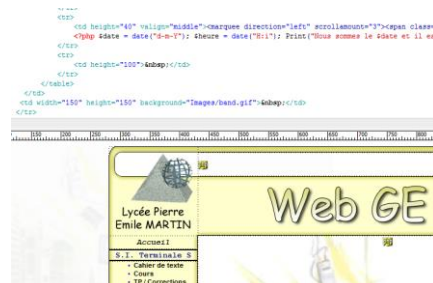 <tr>
<td height="40" valign="middle"><marquee direction="left" scrollamount="3"><span class=
<?php $date = date("d-m-Y"); $heure = date("H:i"); Print("Nous sommes le $date et il es
</tr>
<tr>
<td height="100">&nbsp;</td>
</tr>
</table>
</td>
<td width="150" height="150" background="Images/band.gif">&nbsp;</td>
</tr>
150 200 250 300 350 400 450 500 550 600 650 700 750 800
Web GE
Lycée Pierre
Emile MARTIN
Accueil
S.I. Terminale S
• Cahier de texte
• Cours
• TP / Corrections